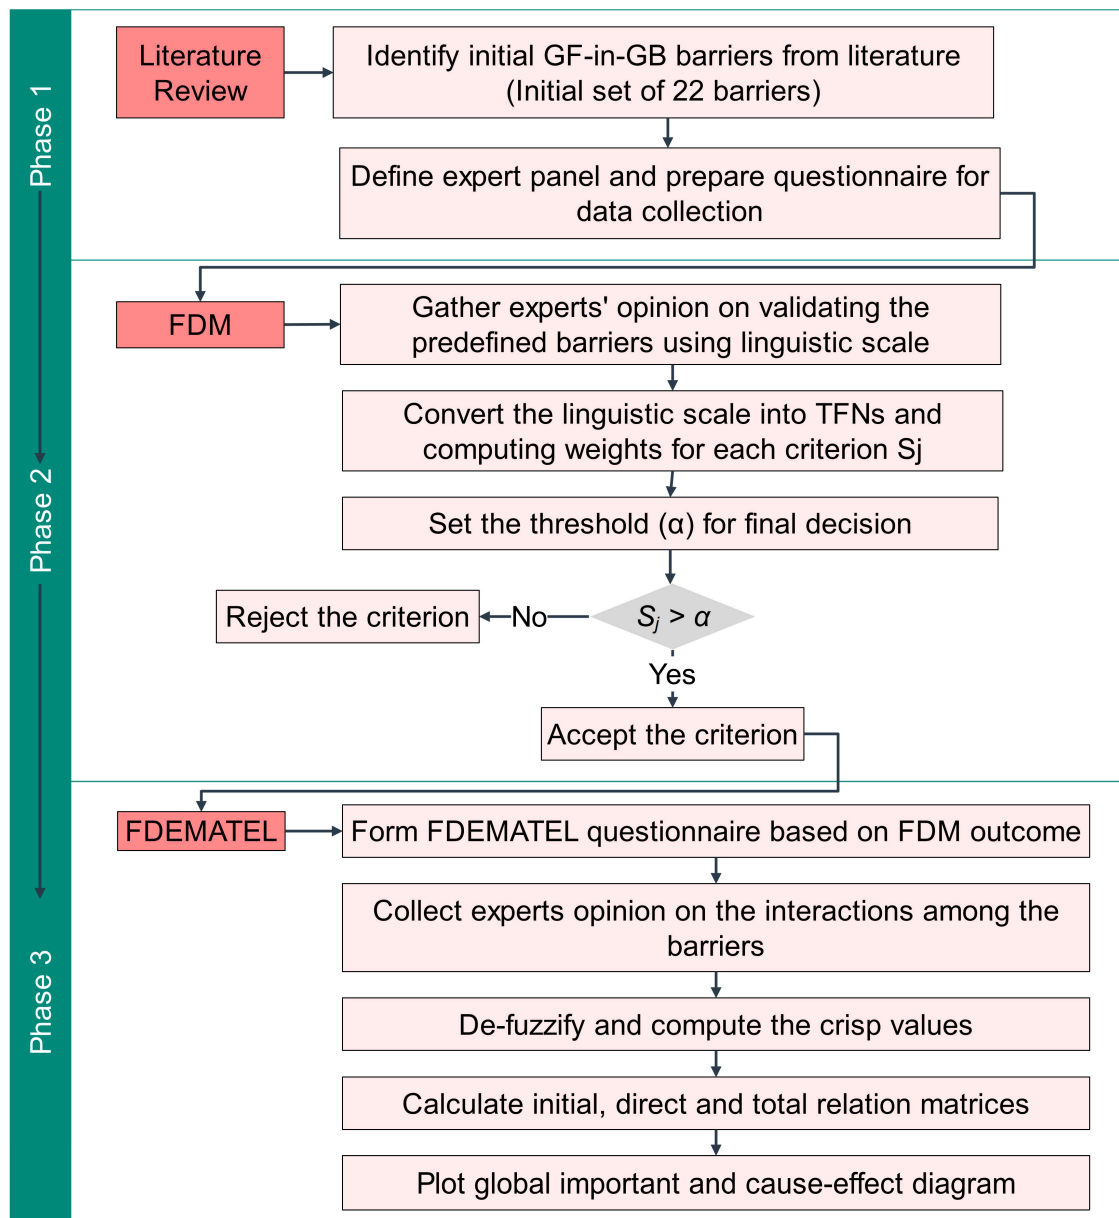 Phase 1
Literature
Review
Identify initial GF-in-GB barriers from literature
(Initial set of 22 barriers)
Define expert panel and prepare questionnaire for
data collection
Phase 2
FDM
Gather experts' opinion on validating the
predefined barriers using linguistic scale
Convert the linguistic scale into TFNs and
computing weights for each criterion Sj
Set the threshold (α) for final decision
Reject the criterion
No
Sj > α
Yes
Accept the criterion
Phase 3
FDEMATEL
Form FDEMATEL questionnaire based on FDM outcome
Collect experts opinion on the interactions among the
barriers
De-fuzzify and compute the crisp values
Calculate initial, direct and total relation matrices
Plot global important and cause-effect diagram